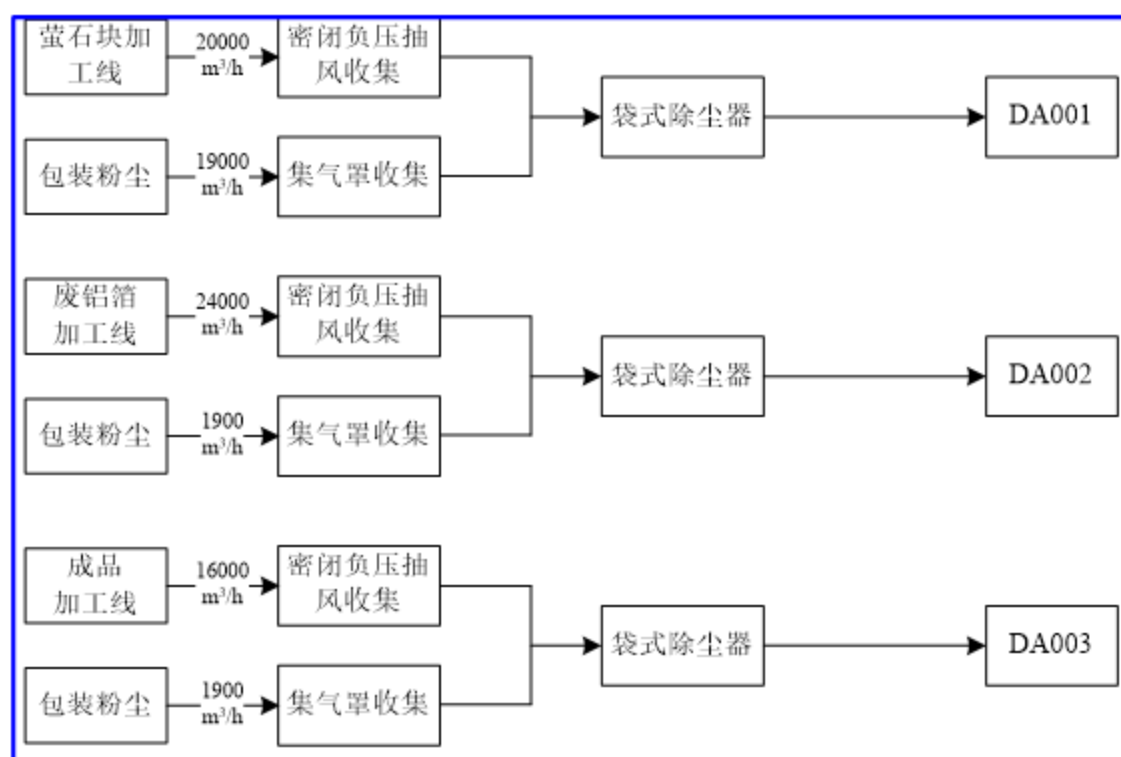 萤石块加
工线
20000
m³/h
密闭负压抽
风收集
袋式除尘器
DA001
包装粉尘
19000
m³/h
集气罩收集
废铝箔
加工线
24000
m³/h
密闭负压抽
风收集
袋式除尘器
DA002
包装粉尘
1900
m³/h
集气罩收集
成品
加工线
16000
m³/h
密闭负压抽
风收集
袋式除尘器
DA003
包装粉尘
1900
m³/h
集气罩收集